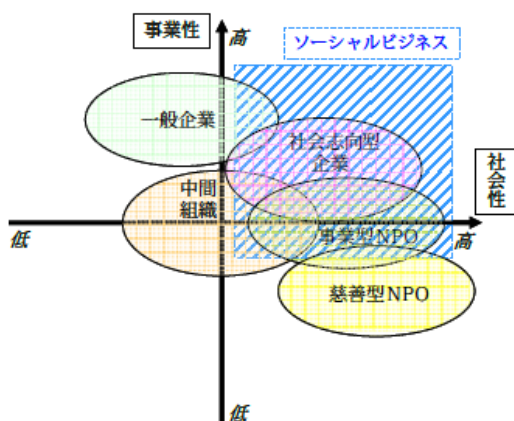 事業性
高
ソーシャルビジネス
一般企業
社会志向型
企業
社会性
中間
組織
低
事業型NPO
高
慈善型NPO
低